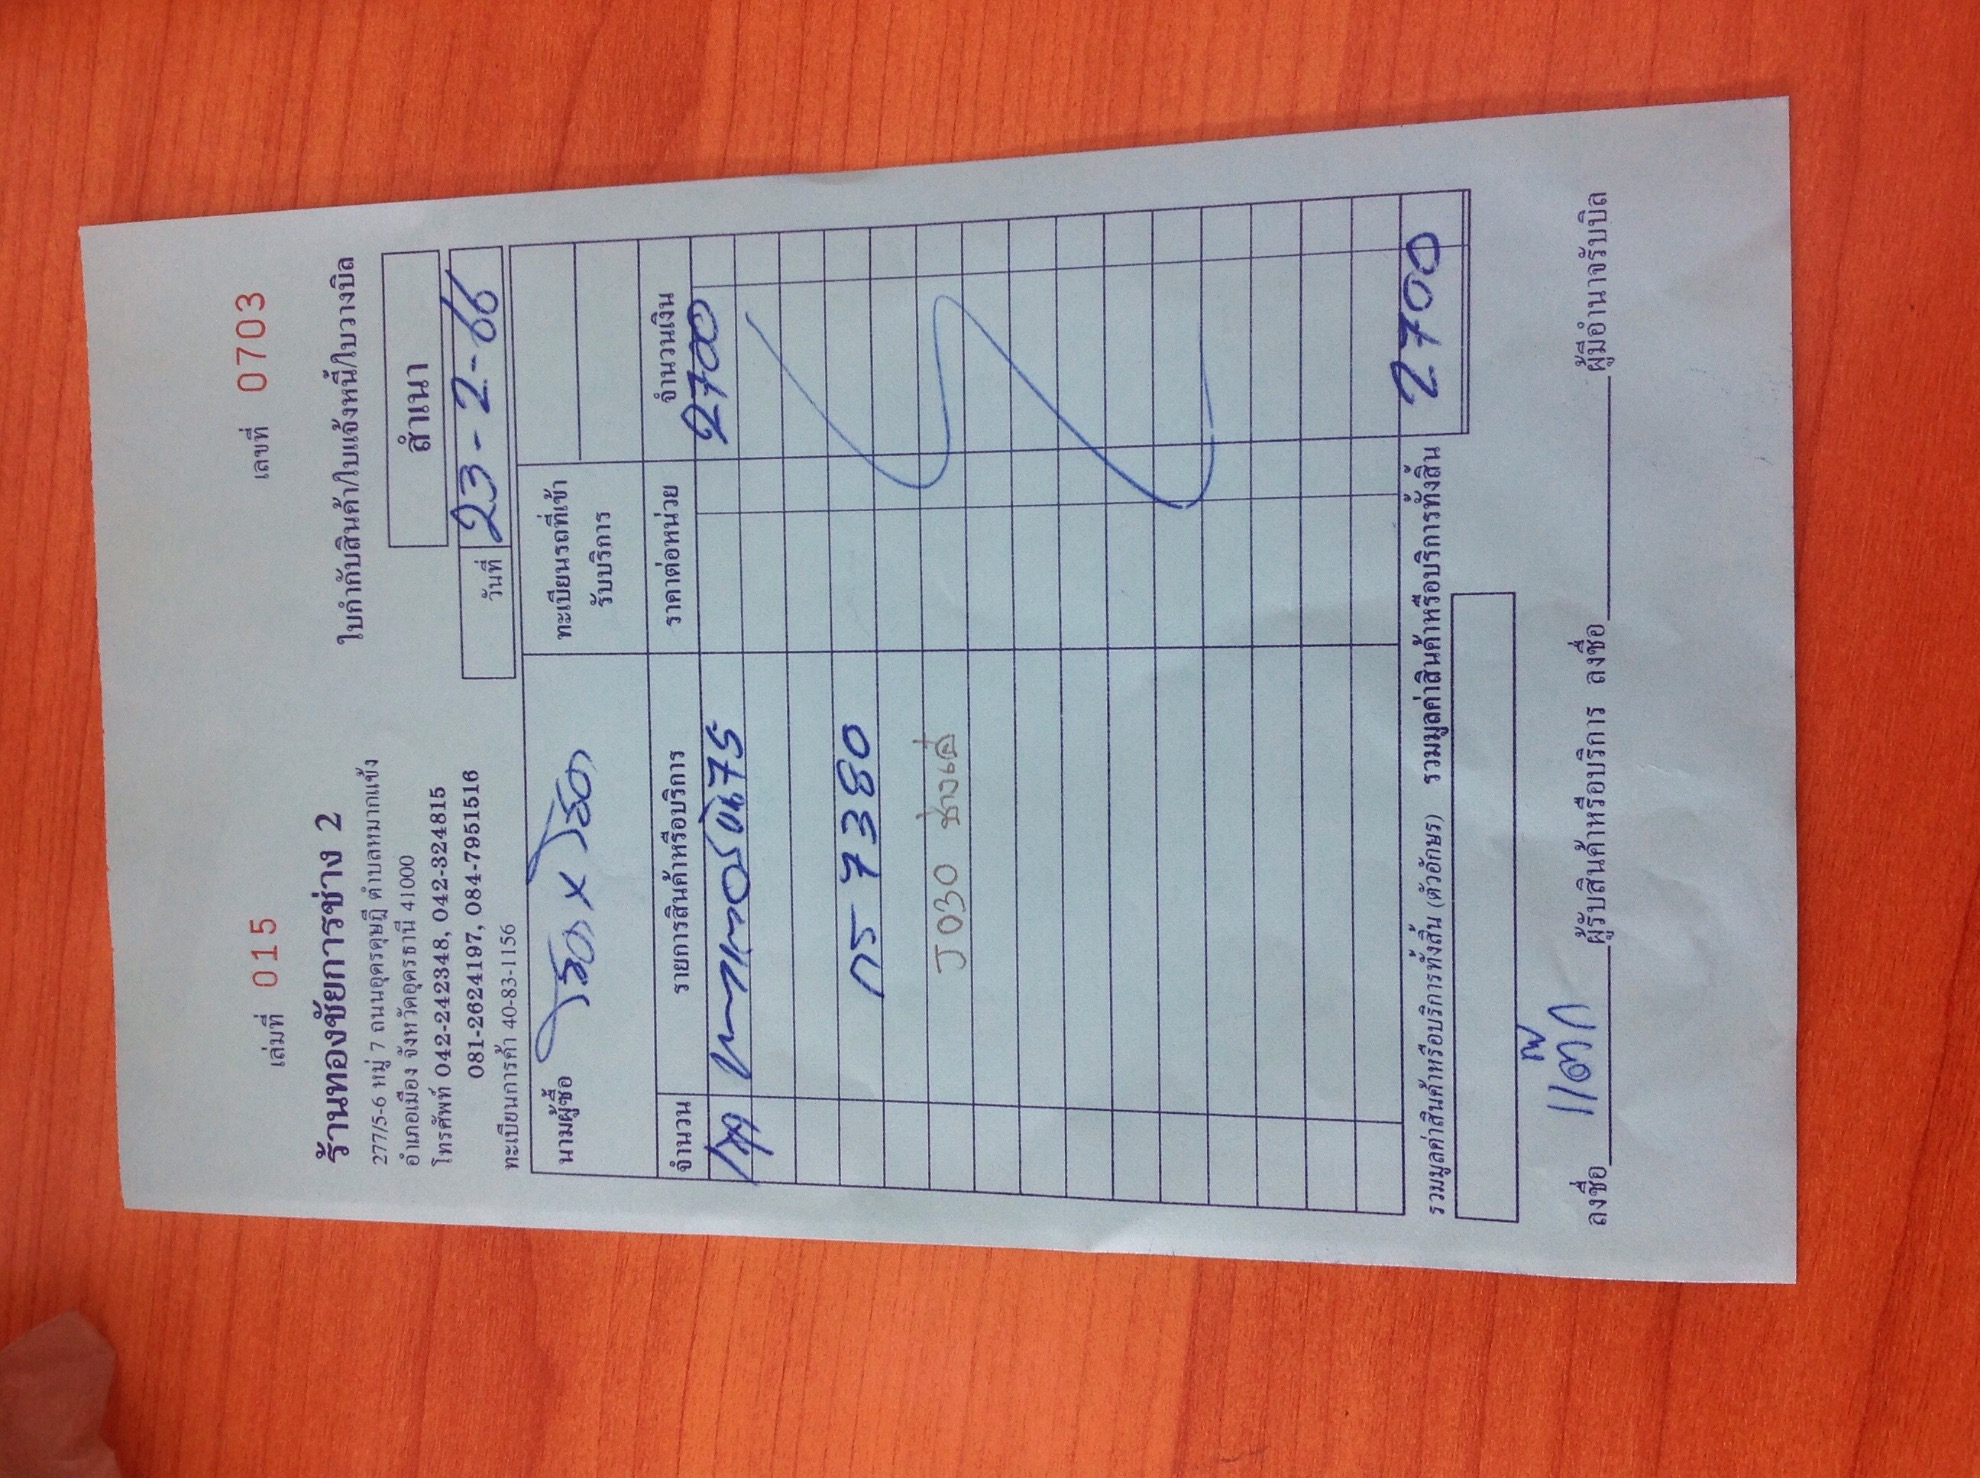 เล่มที่ 015
เลขที่ 0703
ร้านทองชัยการช่าง 2
277/5-6 หมู่ 7 ถนนอุดรดุษฎี ตำบลหมากแข้ง
อำเภอเมือง จังหวัดอุดรธานี 41000
โทรศัพท์ 042-242348, 042-324815
081-2624197, 084-7951516
ทะเบียนการค้า 40-83-1156
ใบกำกับสินค้า/ใบแจ้งหนี้/ใบวางบิล
สำเนา
วันที่ 23-2-66
นามผู้ซื้อ
ทะเบียนรถที่เข้า
รับบริการ
จำนวน รายการสินค้าหรือบริการ ราคาต่อหน่วย จำนวนเงิน
2700
7380
J030 ช่างเส่
รวมมูลค่าสินค้าหรือบริการทั้งสิ้น (ตัวอักษร) รวมมูลค่าสินค้าหรือบริการทั้งสิ้น 2700
ลงชื่อ ผู้รับสินค้าหรือบริการ ลงชื่อ ผู้มีอำนาจรับบิล